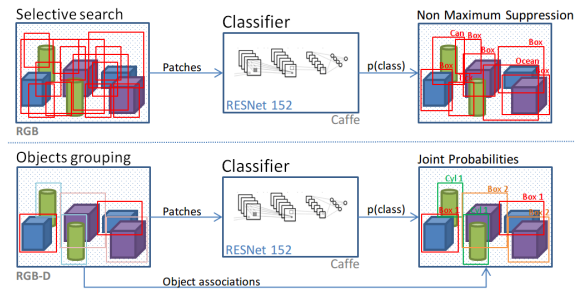 Selective search
Classifier
Non Maximum Suppression
Patches
p(class)
Can
Box
Box
Box
Box
Ocean
Box
RESNet 152
Caffe
RGB
Objects grouping
Classifier
Joint Probabilities
Patches
p(class)
Cyl 1
Box 2
Box 1
RESNet 152
Caffe
RGB-D
Object associations